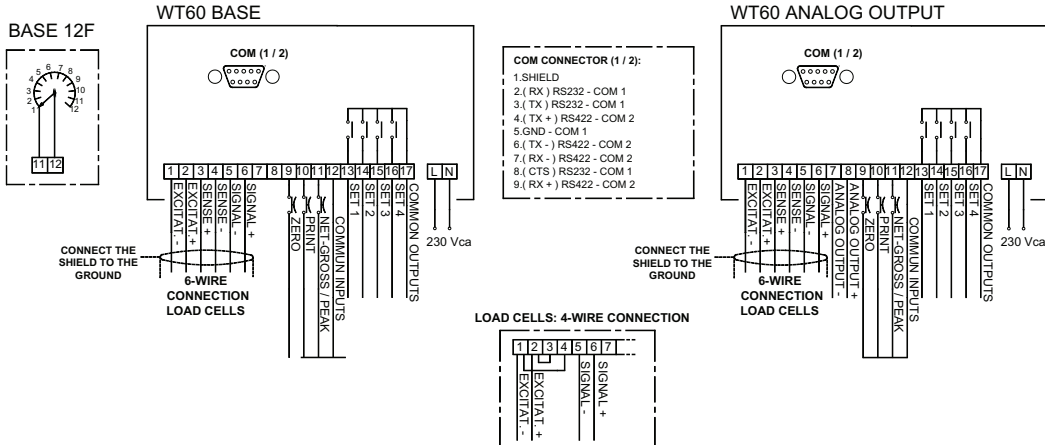 WT60 BASE
WT60 ANALOG OUTPUT
BASE 12F
1 2 3 4 5 6 7 8 9 10 11 12
11 12
COM (1 / 2)
1 2 3 4 5 6 7 8 9 10 11 12 13 14 15 16 17
EXCITAT. -
EXCITAT. +
SENSE +
SENSE -
SIGNAL -
SIGNAL +
ZERO
PRINT
NET-GROSS / PEAK
COMMUN INPUTS
SET 1
SET 2
SET 3
SET 4
COMMON OUTPUTS
L N
230 Vca
CONNECT THE
SHIELD TO THE
GROUND
6-WIRE
CONNECTION
LOAD CELLS
COM CONNECTOR (1 / 2):
1.SHIELD
2.( RX ) RS232 - COM 1
3.( TX ) RS232 - COM 1
4.( TX + ) RS422 - COM 2
5.GND - COM 1
6.( TX - ) RS422 - COM 2
7.( RX - ) RS422 - COM 2
8.( CTS ) RS232 - COM 1
9.( RX + ) RS422 - COM 2
LOAD CELLS: 4-WIRE CONNECTION
1 2 3 4 5 6 7
EXCITAT. -
EXCITAT. +
SIGNAL -
SIGNAL +
COM (1 / 2)
1 2 3 4 5 6 7 8 9 10 11 12 13 14 15 16 17
EXCITAT. -
EXCITAT. +
SENSE +
SENSE -
SIGNAL -
SIGNAL +
ANALOG OUTPUT -
ANALOG OUTPUT +
ZERO
PRINT
NET-GROSS / PEAK
COMMUN INPUTS
SET 1
SET 2
SET 3
SET 4
COMMON OUTPUTS
L N
230 Vca
CONNECT THE
SHIELD TO THE
GROUND
6-WIRE
CONNECTION
LOAD CELLS